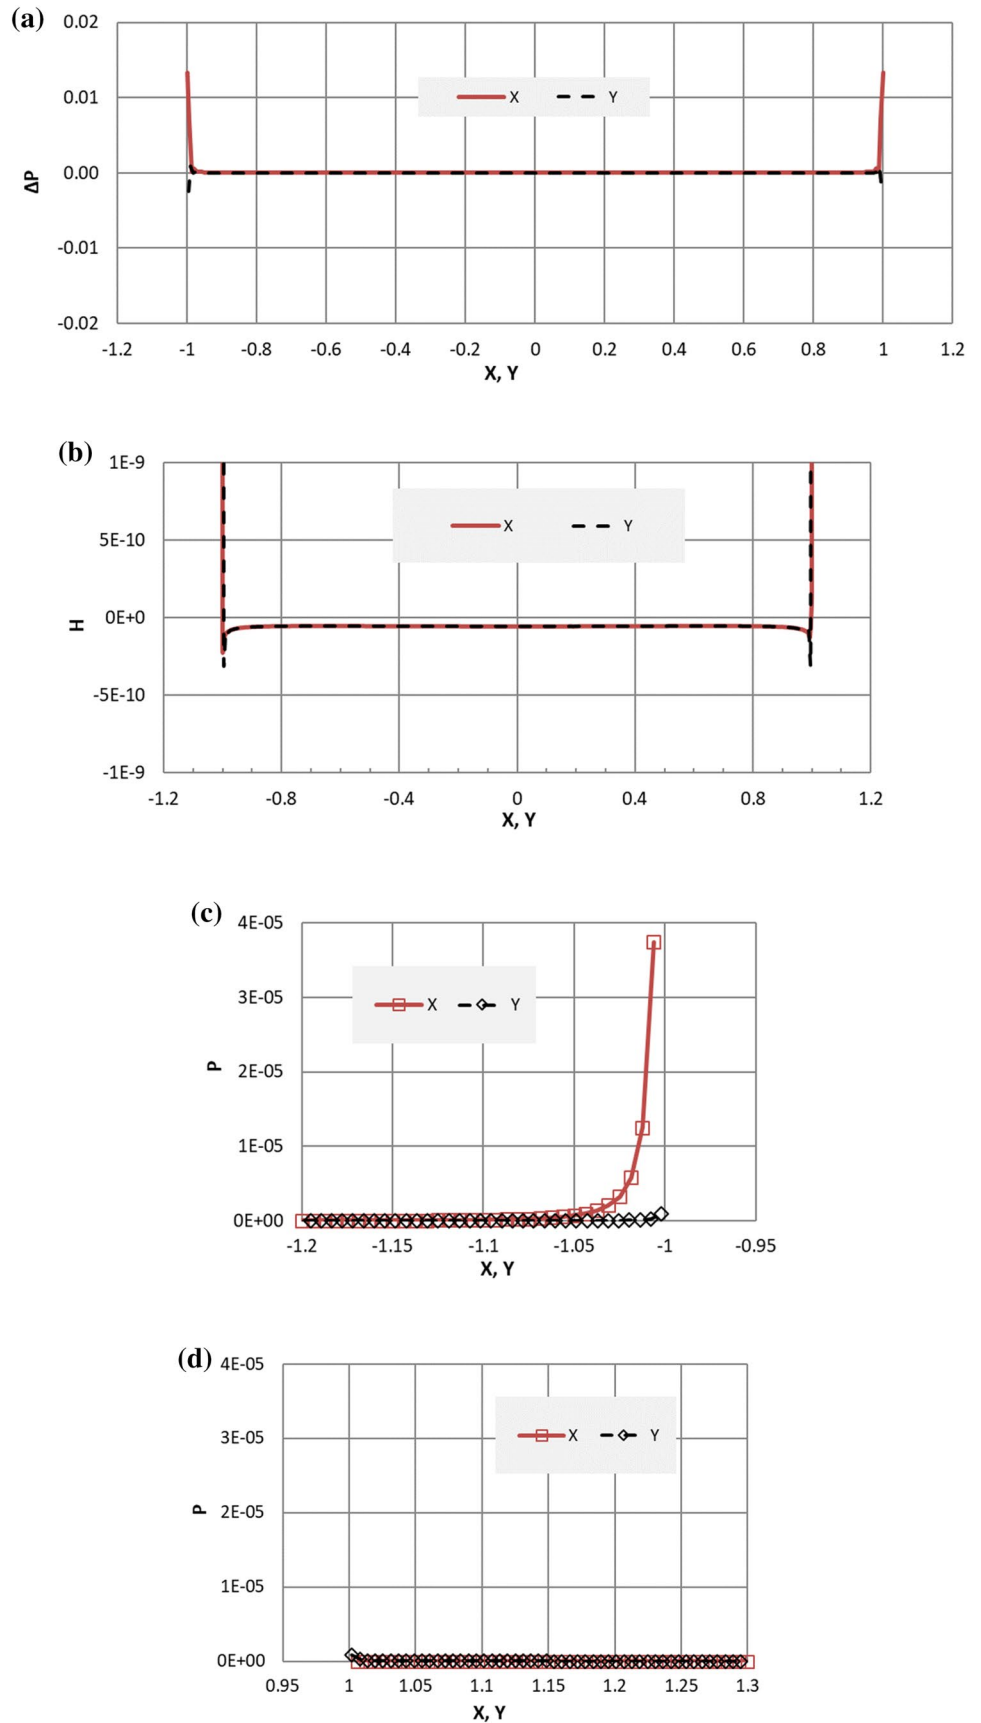 (a)
0.02
0.01
0.00
-0.01
-0.02
ΔP
X
Y
-1.2 -1 -0.8 -0.6 -0.4 -0.2 0 0.2 0.4 0.6 0.8 1 1.2
X, Y
(b)
1E-9
5E-10
0E+0
-5E-10
-1E-9
H
X
Y
-1.2 -0.8 -0.4 0 0.4 0.8 1.2
X, Y
(c)
4E-05
3E-05
2E-05
1E-05
0E+00
P
X
Y
-1.2 -1.15 -1.1 -1.05 -1 -0.95
X, Y
(d)
4E-05
3E-05
2E-05
1E-05
0E+00
P
X
Y
0.95 1 1.05 1.1 1.15 1.2 1.25 1.3
X, Y